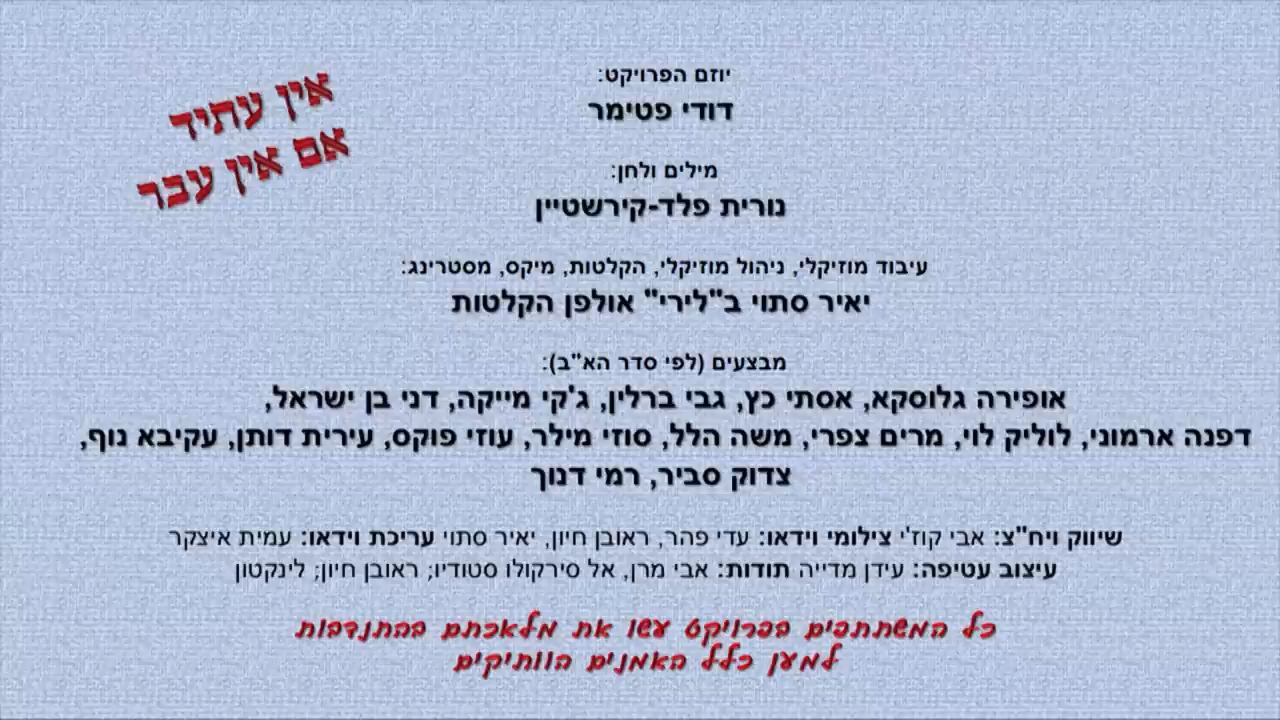 אין עתיד
אם אין עבר
יוזם הפרויקט:
דודי פטימר
מילים ולחן:
נורית פלד-קירשטיין
עיבוד מוזיקלי, ניהול מוזיקלי, הקלטות, מיקס, מסטרינג:
יאיר סתוי ב"לירי" אולפן הקלטות
מבצעים (לפי סדר הא"ב):
אופירה גלוסקא, אסתי כץ, גבי ברלין, ג'קי מייקה, דני בן ישראל,
דפנה ארמוני, לוליק לוי, מרים צפרי, משה הלל, סוזי מילר, עוזי פוקס, עירית דותן, עקיבא נוף,
צדוק סביר, רמי דנוך
שיווק ויח"צ: אבי קוז'י צילומי וידאו: עדי פהר, ראובן חיון, יאיר סתוי עריכת וידאו: עמית איצקר
עיצוב עטיפה: עידן מדייה תודות: אבי מרן, אל סירקולו סטודיו; ראובן חיון; לינקטון
כל המשתתפים בפרויקט עשו את מלאכתם בהתנדבות
למען כלל האמנים הוותיקים